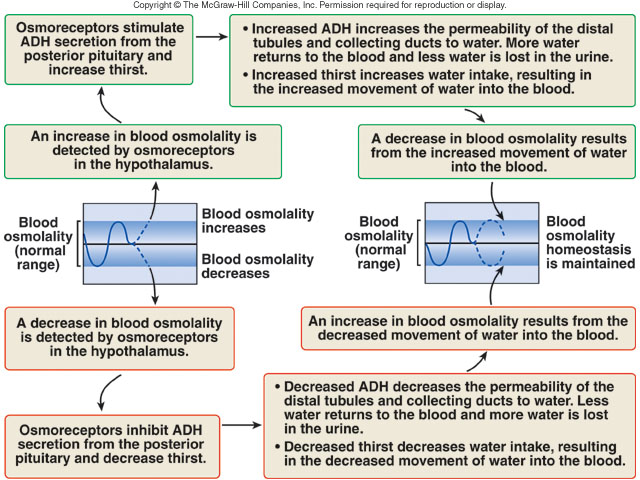 Copyright © The McGraw-Hill Companies, Inc. Permission required for reproduction or display.
Osmoreceptors stimulate
ADH secretion from the
posterior pituitary and
increase thirst.
• Increased ADH increases the permeability of the distal
tubules and collecting ducts to water. More water
returns to the blood and less water is lost in the urine.
• Increased thirst increases water intake, resulting in
the increased movement of water into the blood.
An increase in blood osmolality is
detected by osmoreceptors
in the hypothalamus.
A decrease in blood osmolality results
from the increased movement of water
into the blood.
Blood
osmolality
(normal
range)
Blood osmolality
increases
Blood osmolality
decreases
Blood
osmolality
(normal
range)
Blood
osmolality
homeostasis
is maintained
A decrease in blood osmolality
is detected by osmoreceptors
in the hypothalamus.
An increase in blood osmolality results from the
decreased movement of water into the blood.
Osmoreceptors inhibit ADH
secretion from the posterior
pituitary and decrease thirst.
• Decreased ADH decreases the permeability of the
distal tubules and collecting ducts to water. Less
water returns to the blood and more water is lost
in the urine.
• Decreased thirst decreases water intake, resulting
in the decreased movement of water into the blood.